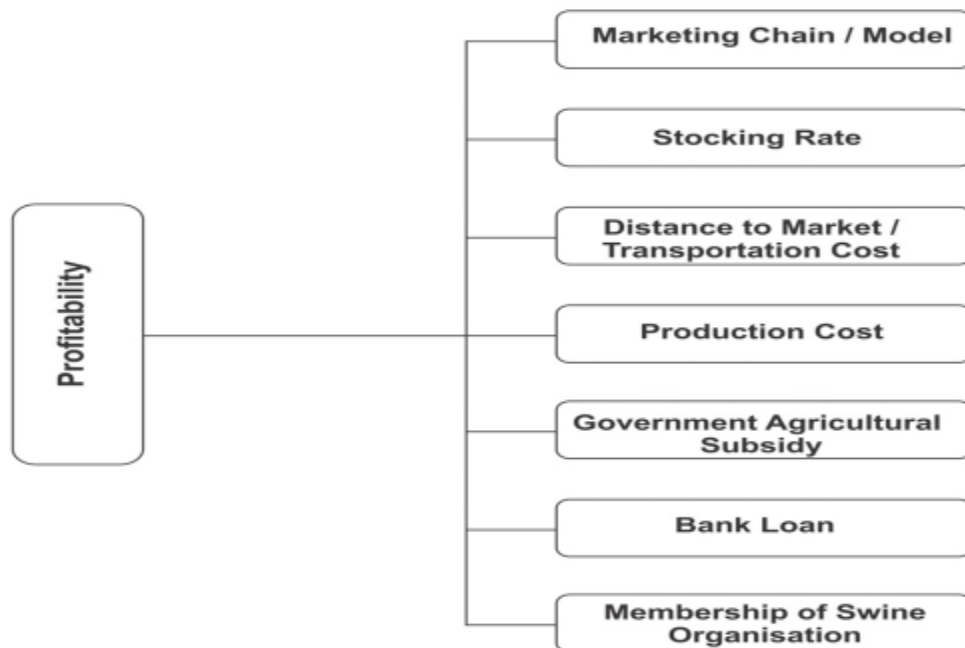 Profitability
Marketing Chain / Model
Stocking Rate
Distance to Market /
Transportation Cost
Production Cost
Government Agricultural
Subsidy
Bank Loan
Membership of Swine
Organisation